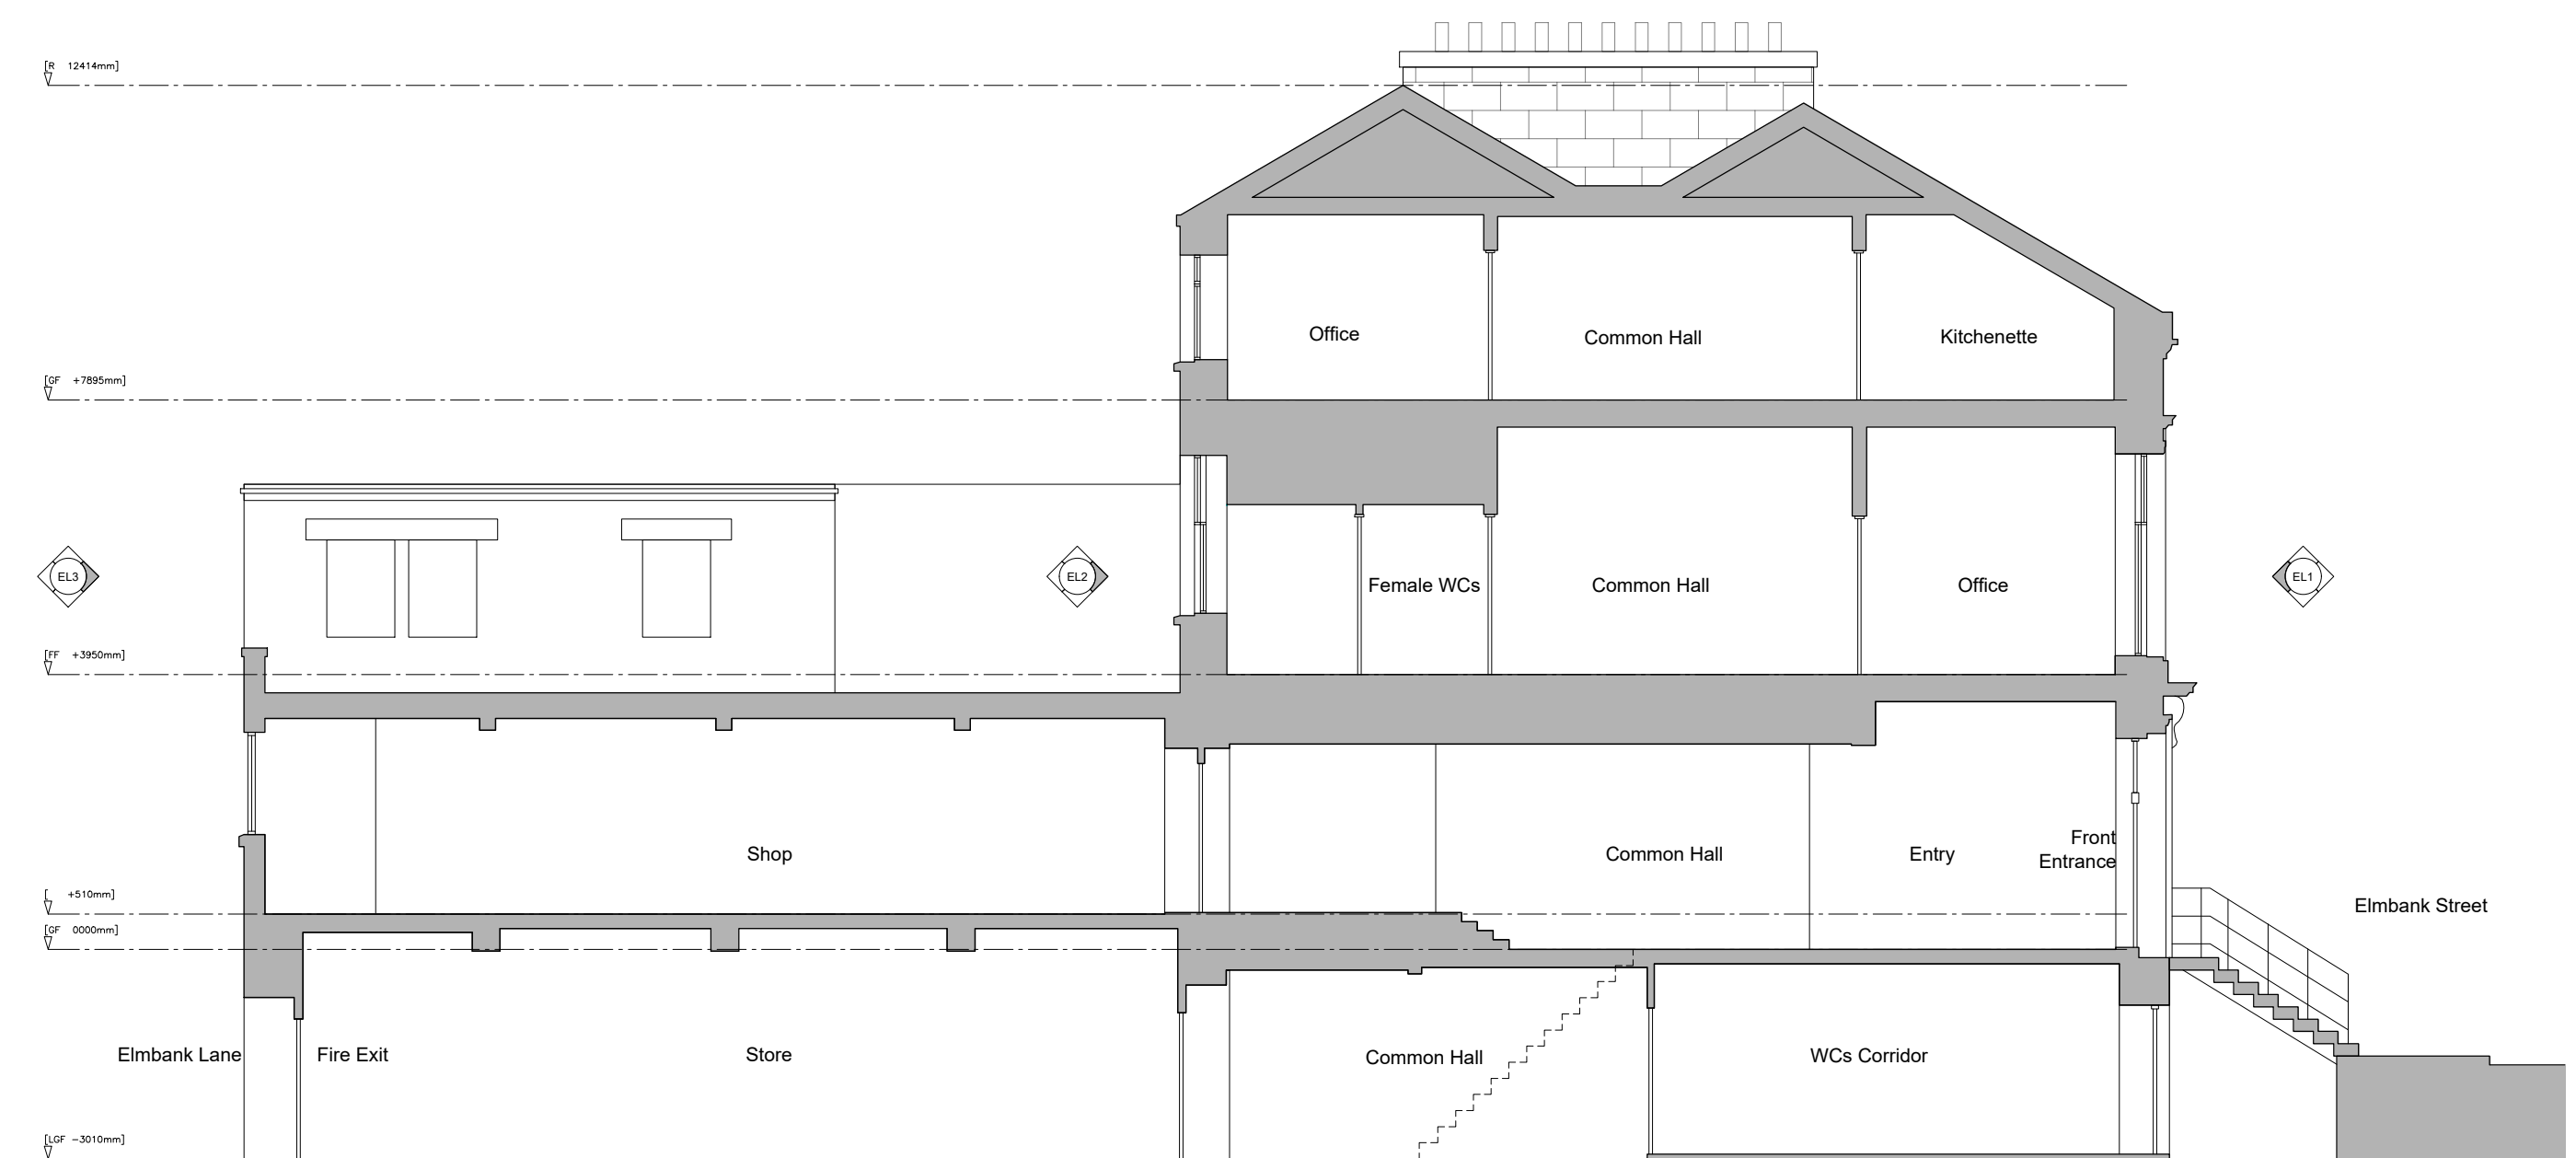 [R 12414mm]
Office
Common Hall
Kitchenette
[GF +7895mm]
EL3
EL2
Female WCs
Common Hall
Office
EL1
[FF +3950mm]
Shop
Common Hall
Entry
Front
Entrance
[ +510mm]
Elmbank Street
[GF 0000mm]
Elmbank Lane
Fire Exit
Store
Common Hall
WCs Corridor
[LGF -3010mm]